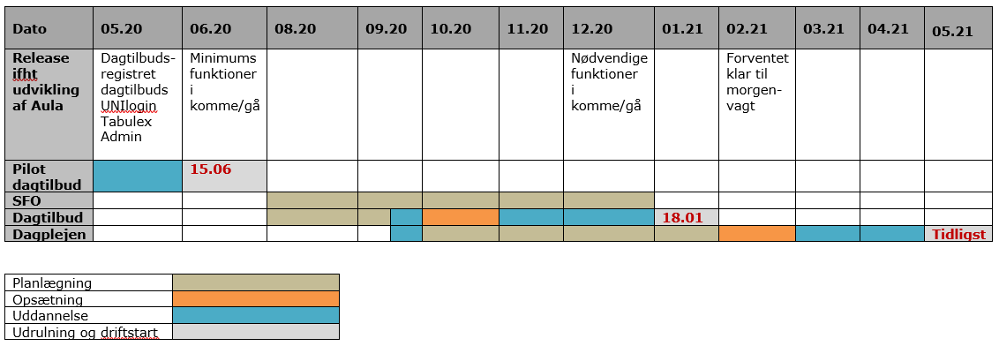 Dato 05.20 06.20 08.20 09.20 10.20 11.20 12.20 01.21 02.21 03.21 04.21 05.21
Release
ifht
udvikling
af Aula
Dagtilbuds-
registret
dagtilbuds
UNIlogin
Tabulex
Admin
Minimums
funktioner
i
komme/gå
Nødvendige
funktioner
i
komme/gå
Forventet
klar til
morgen-
vagt
Pilot
dagtilbud
15.06
SFO
Dagtilbud 18.01
Dagplejen Tidligst
Planlægning
Opsætning
Uddannelse
Udrulning og driftstart